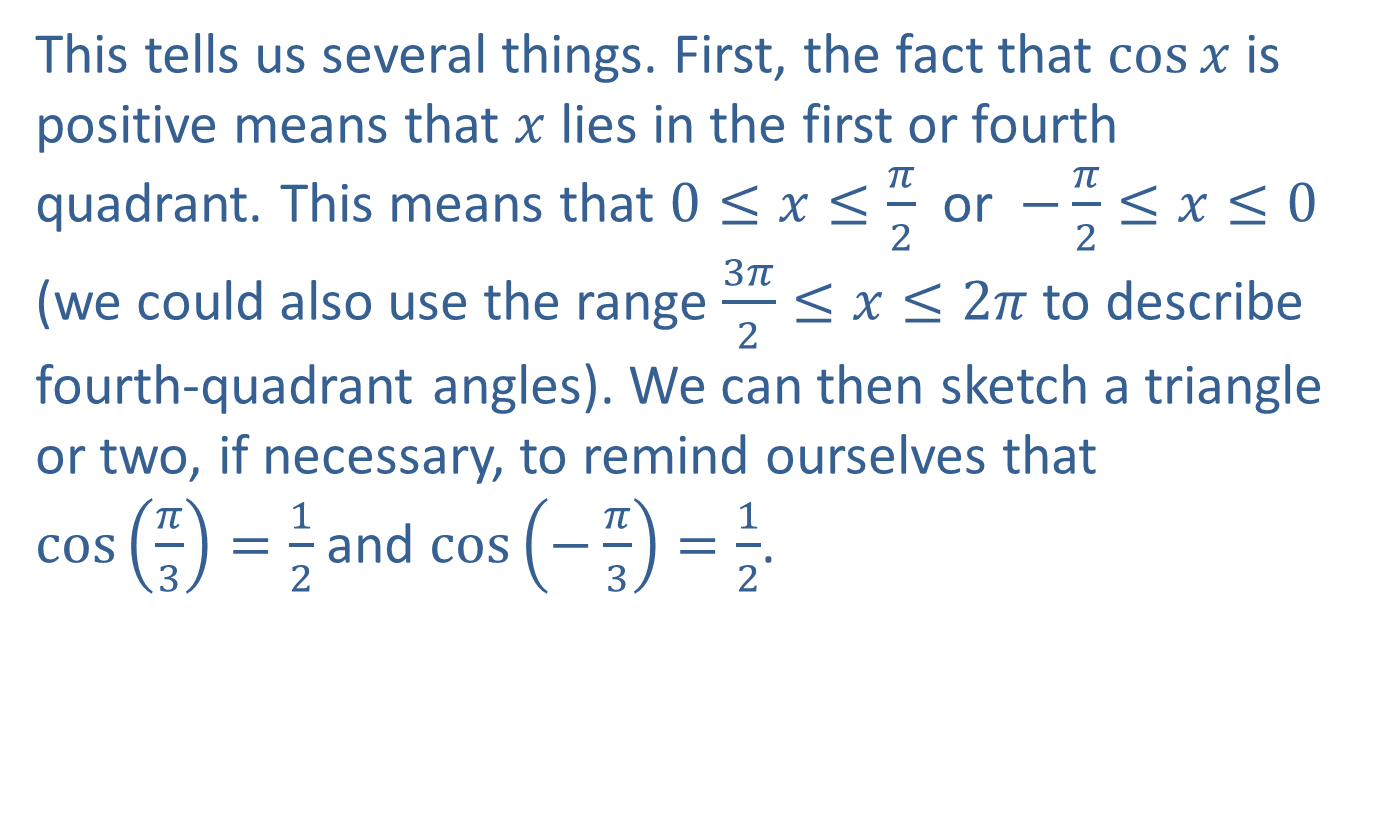 This tells us several things. First, the fact that cos x is
positive means that x lies in the first or fourth
quadrant. This means that 0 ≤ x ≤ π/2 or −π/2 ≤ x ≤ 0
(we could also use the range 3π/2 ≤ x ≤ 2π to describe
fourth-quadrant angles). We can then sketch a triangle
or two, if necessary, to remind ourselves that
cos(π/3) = 1/2 and cos(−π/3) = 1/2.